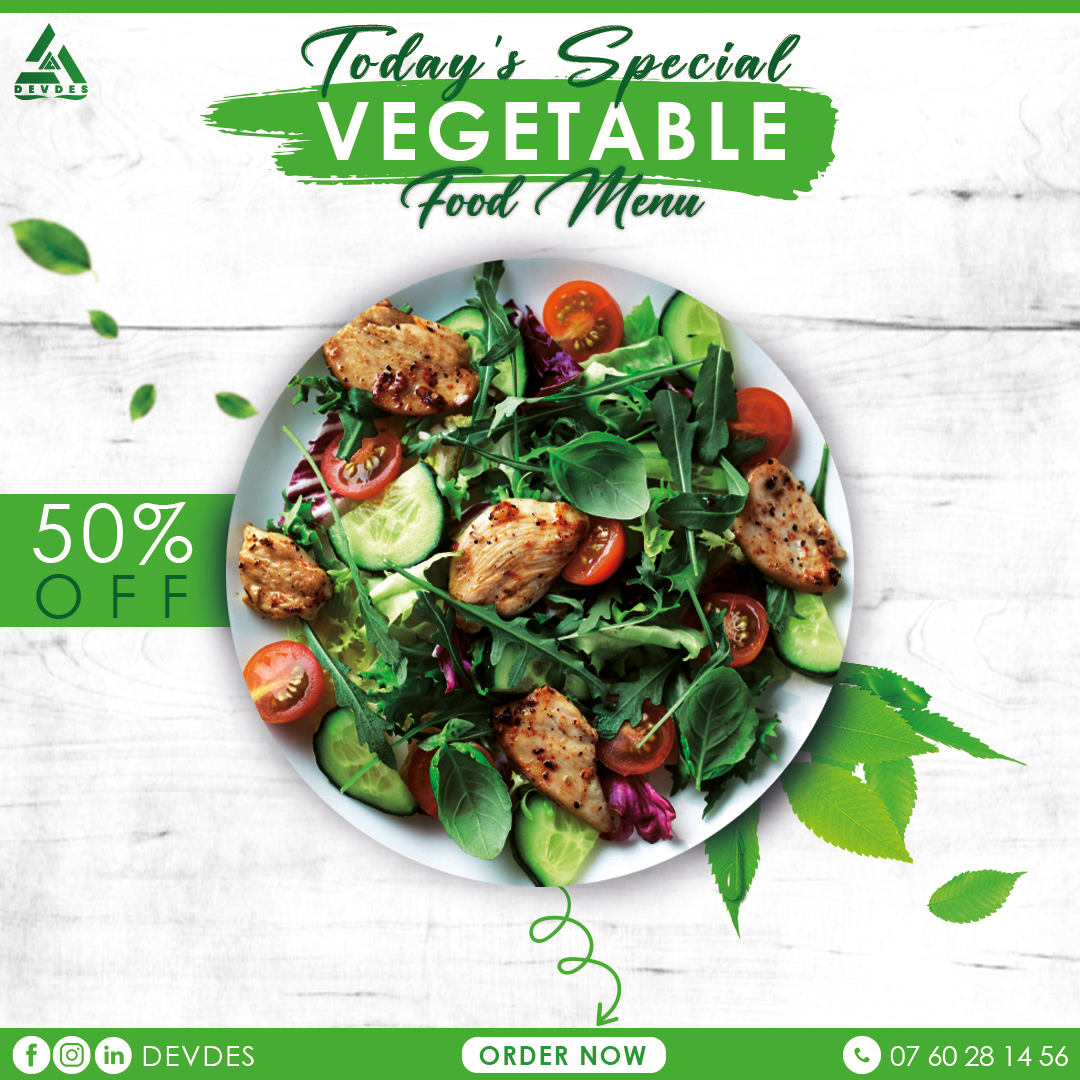 DEVDES
Today's Special
VEGETABLE
Food Menu
50%
OFF
DEVDES
ORDER NOW
07 60 28 14 56